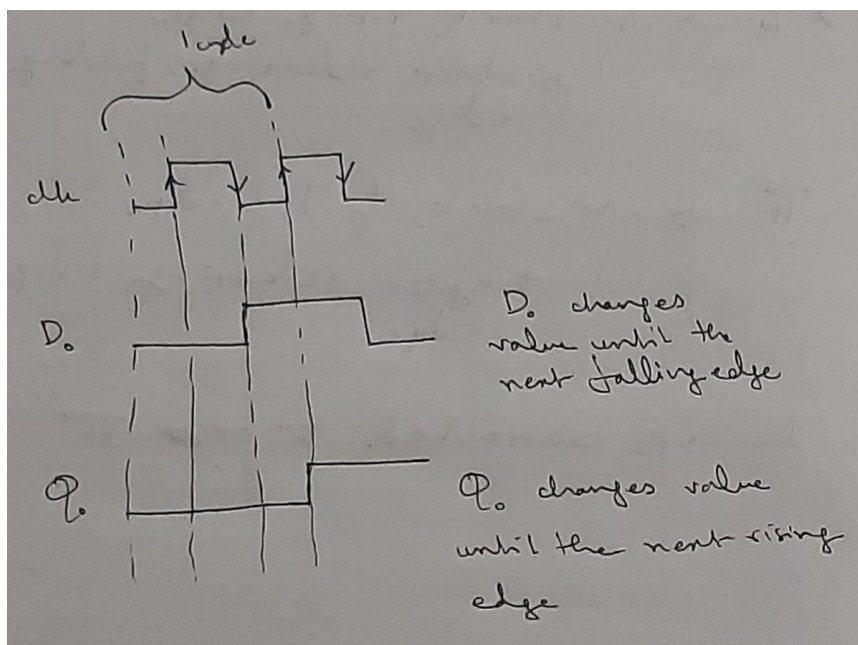 1 cycle
clk
D₀
D₀ changes
value until the
next falling edge
Q₀
Q₀ changes value
until the next rising
edge